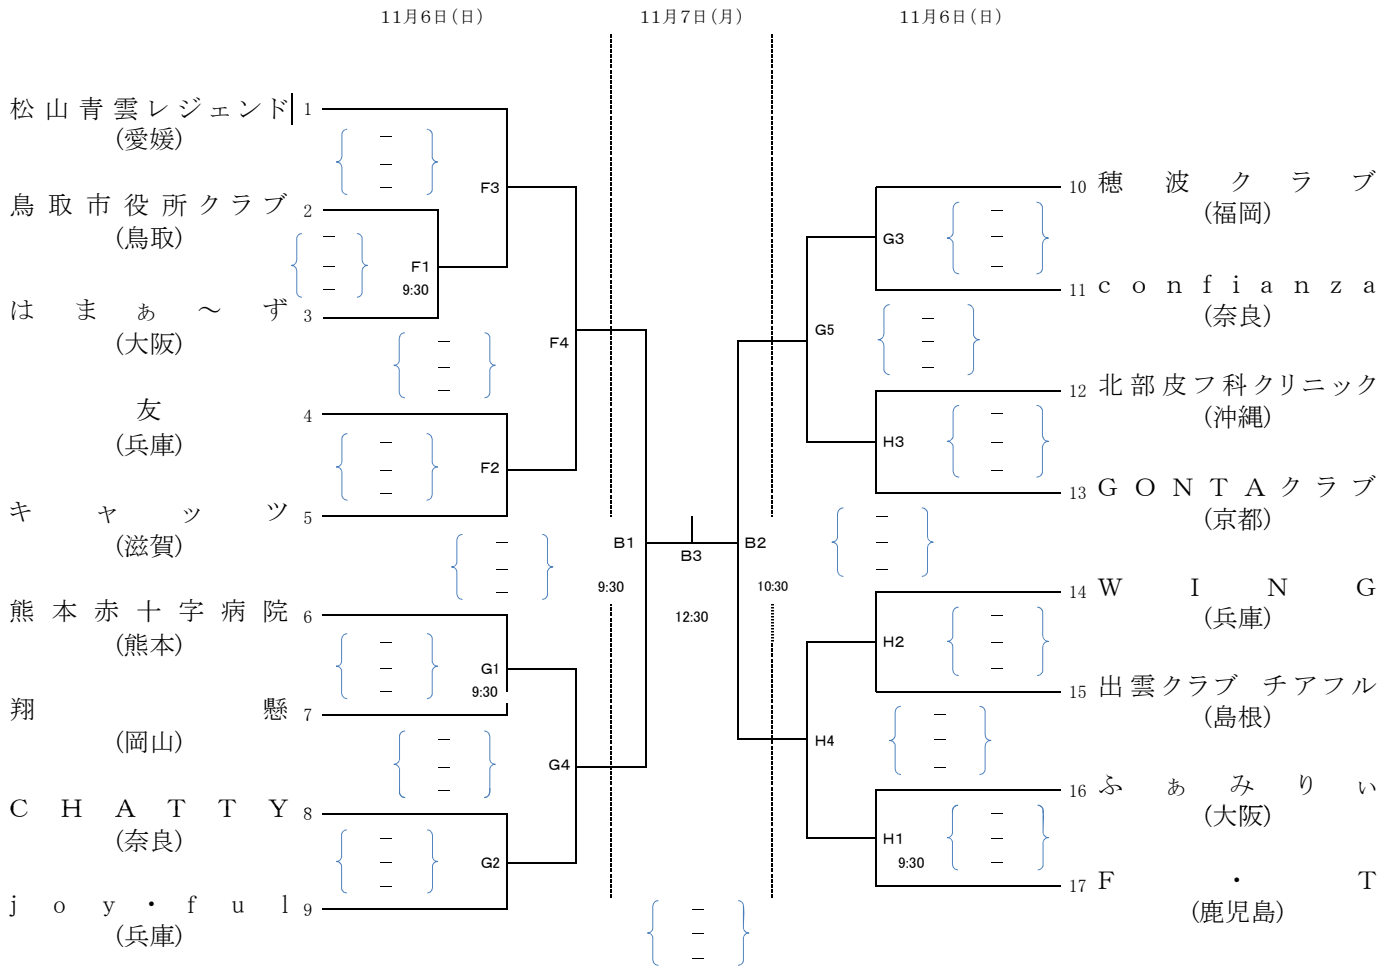 11月6日(日) 11月7日(月) 11月6日(日)
松山青雲レジェンド 1
(愛媛)
F3
鳥取市役所クラブ 2
(鳥取)
F1
9:30
はまぁ～ず 3
(大阪)
F4
友 4
(兵庫)
F2
キャッツ 5
(滋賀)
熊本赤十字病院 6
(熊本)
G1
9:30
翔懸 7
(岡山)
G4
CHATTY 8
(奈良)
G2
joy・ful 9
(兵庫)
B1
9:30
B3
12:30
B2
10:30
10 穂波クラブ
(福岡)
G3
11 confianza
(奈良)
G5
12 北部皮フ科クリニック
(沖縄)
H3
13 GONTAクラブ
(京都)
14 WING
(兵庫)
H2
15 出雲クラブ チアフル
(島根)
H4
16 ふぁみりぃ
(大阪)
H1
9:30
17 F・T
(鹿児島)